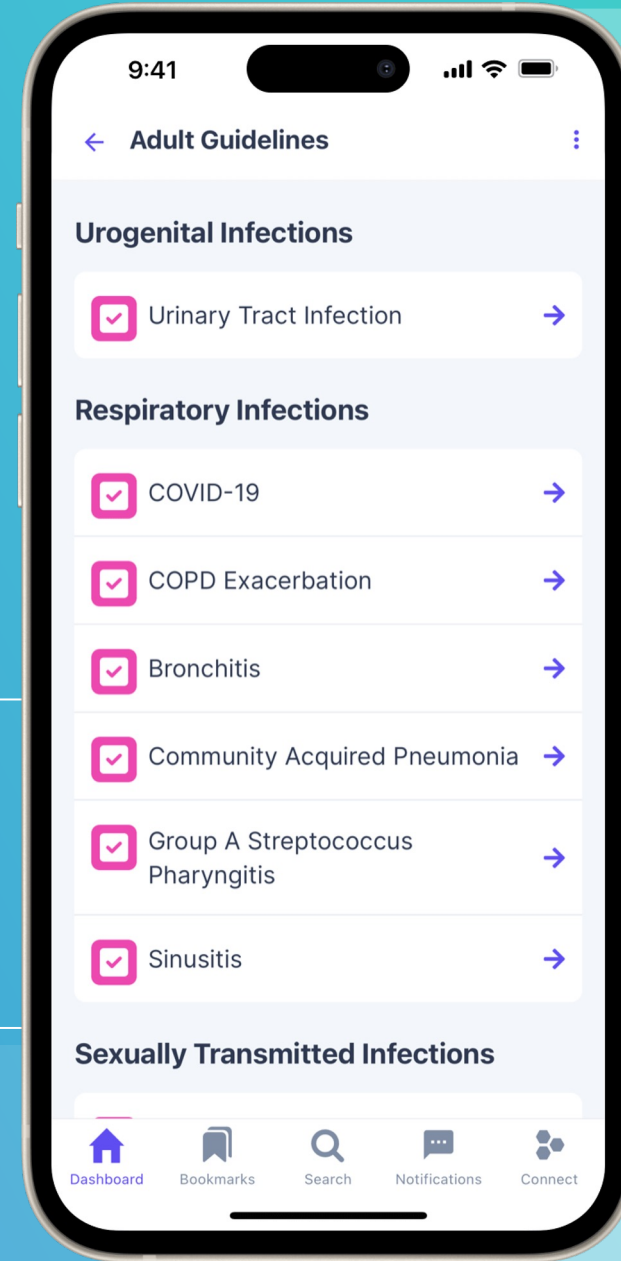 9:41
Adult Guidelines
Urogenital Infections
Urinary Tract Infection
Respiratory Infections
COVID-19
COPD Exacerbation
Bronchitis
Community Acquired Pneumonia
Group A Streptococcus
Pharyngitis
Sinusitis
Sexually Transmitted Infections
Dashboard
Bookmarks
Search
Notifications
Connect